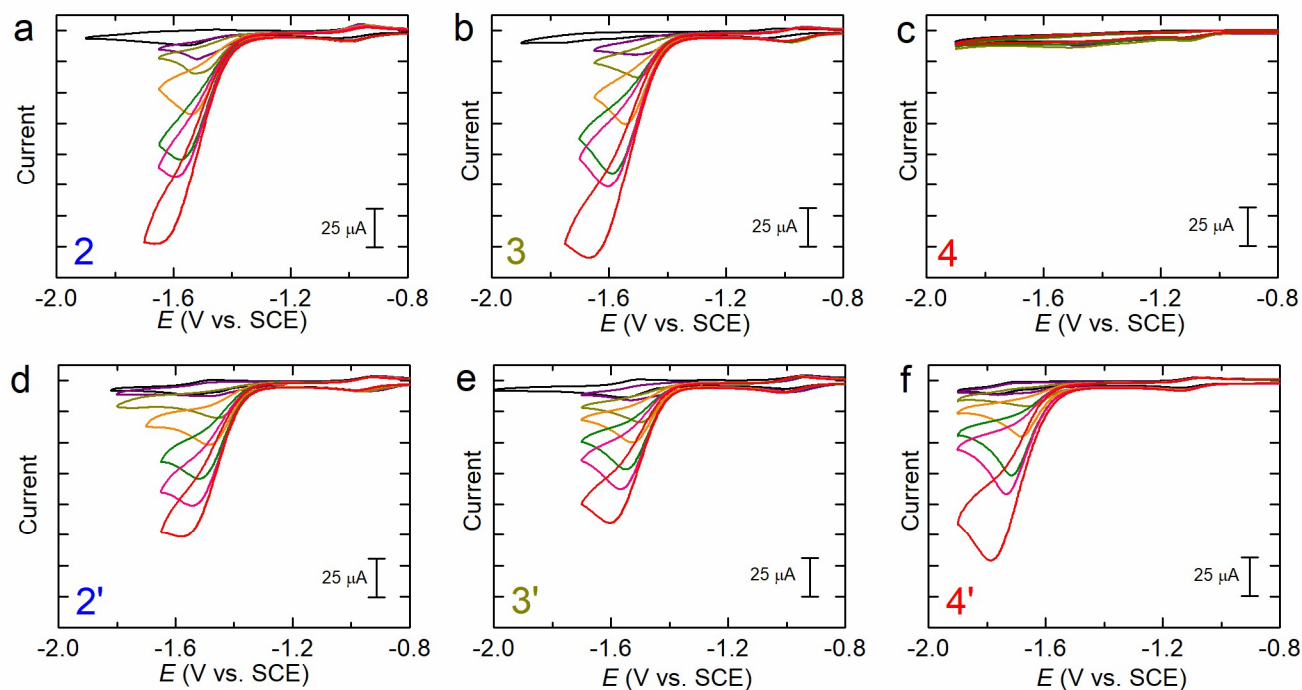 a
Current
25 μA
2
-2.0 -1.6 -1.2 -0.8
E (V vs. SCE)
b
Current
25 μA
3
-2.0 -1.6 -1.2 -0.8
E (V vs. SCE)
c
Current
25 μA
4
-2.0 -1.6 -1.2 -0.8
E (V vs. SCE)
d
Current
25 μA
2'
-2.0 -1.6 -1.2 -0.8
E (V vs. SCE)
e
Current
25 μA
3'
-2.0 -1.6 -1.2 -0.8
E (V vs. SCE)
f
Current
25 μA
4'
-2.0 -1.6 -1.2 -0.8
E (V vs. SCE)